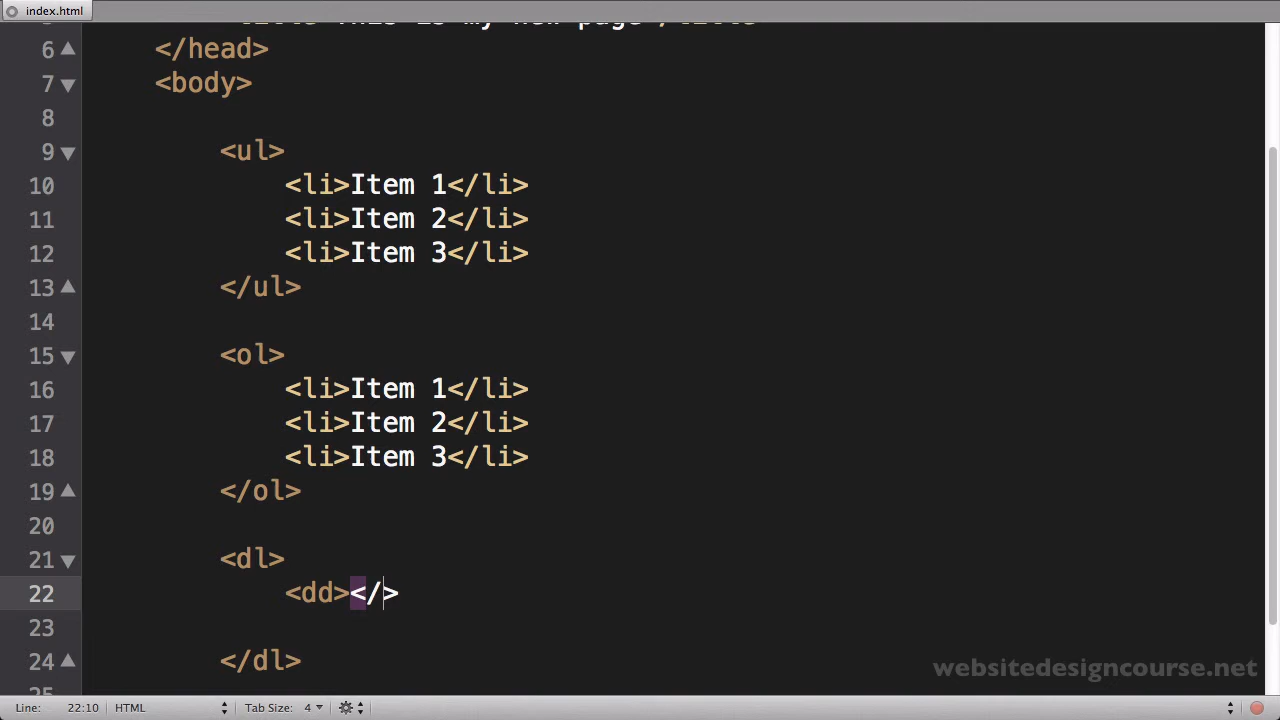 index.html
6 </head>
7 <body>
8
9 <ul>
10 <li>Item 1</li>
11 <li>Item 2</li>
12 <li>Item 3</li>
13 </ul>
14
15 <ol>
16 <li>Item 1</li>
17 <li>Item 2</li>
18 <li>Item 3</li>
19 </ol>
20
21 <dl>
22 <dd></>
23
24 </dl>
websitedesigncourse.net
Line: 22:10 HTML Tab Size: 4